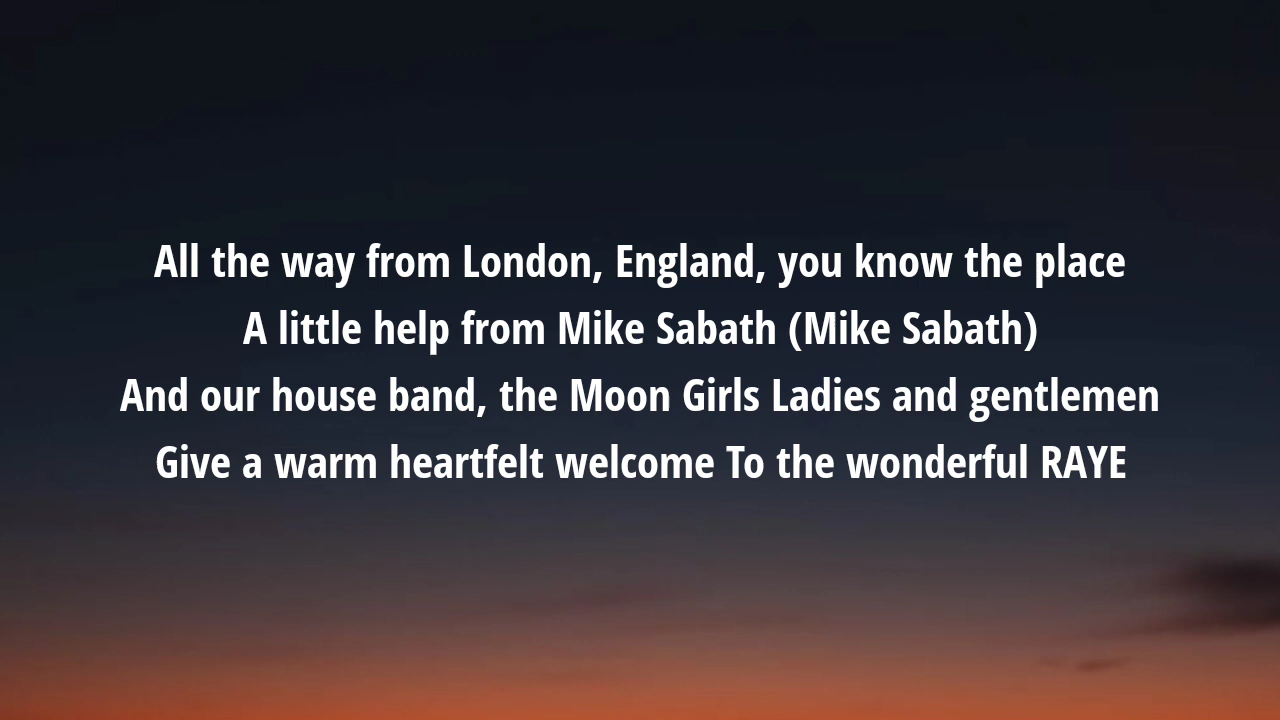 All the way from London, England, you know the place
A little help from Mike Sabath (Mike Sabath)
And our house band, the Moon Girls Ladies and gentlemen
Give a warm heartfelt welcome To the wonderful RAYE